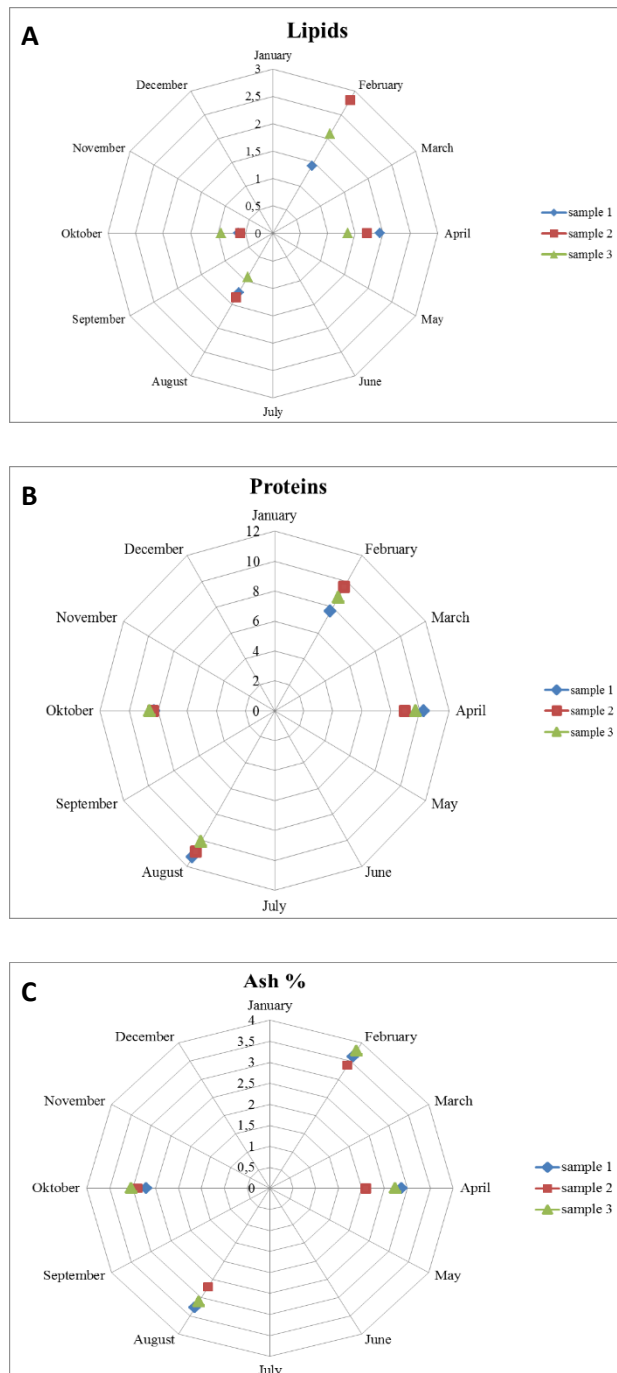 A
Lipids
January
February
March
April
May
June
July
August
September
Oktober
November
December
3
2,5
2
1,5
1
0,5
0
sample 1
sample 2
sample 3
B
Proteins
January
February
March
April
May
June
July
August
September
Oktober
November
December
12
10
8
6
4
2
0
sample 1
sample 2
sample 3
C
Ash %
January
February
March
April
May
June
July
August
September
Oktober
November
December
4
3,5
3
2,5
2
1,5
1
0,5
0
sample 1
sample 2
sample 3